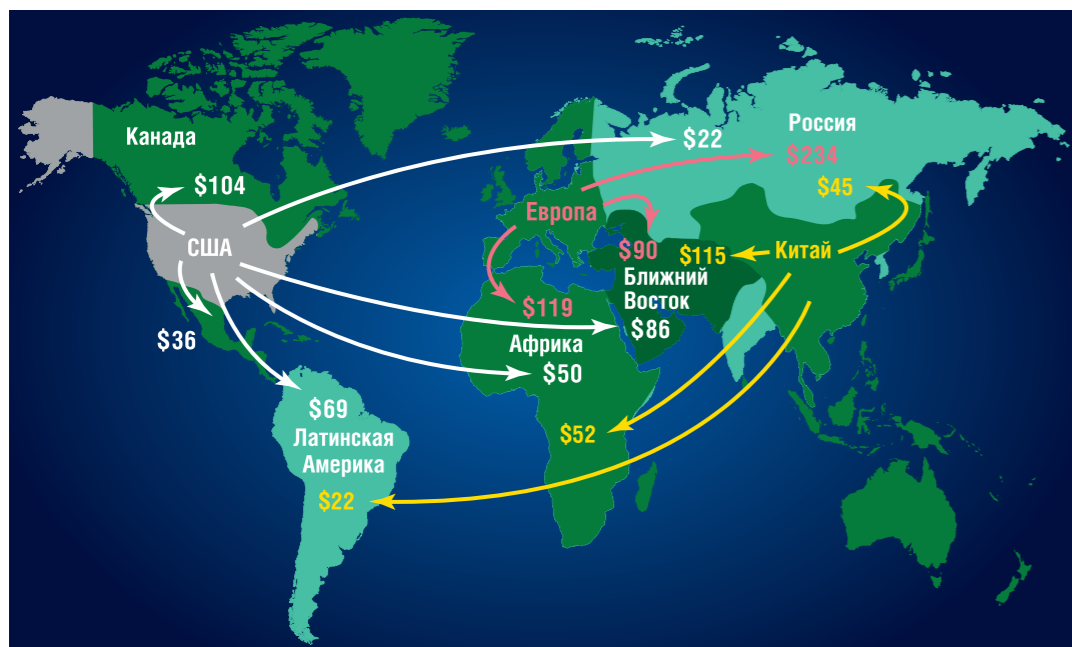 Канада
$104
США
$36
$69
Латинская
Америка
$22
$22
Россия
$234
$45
Европа
$90
$115
Китай
Ближний
Восток
$86
$119
Африка
$50
$52